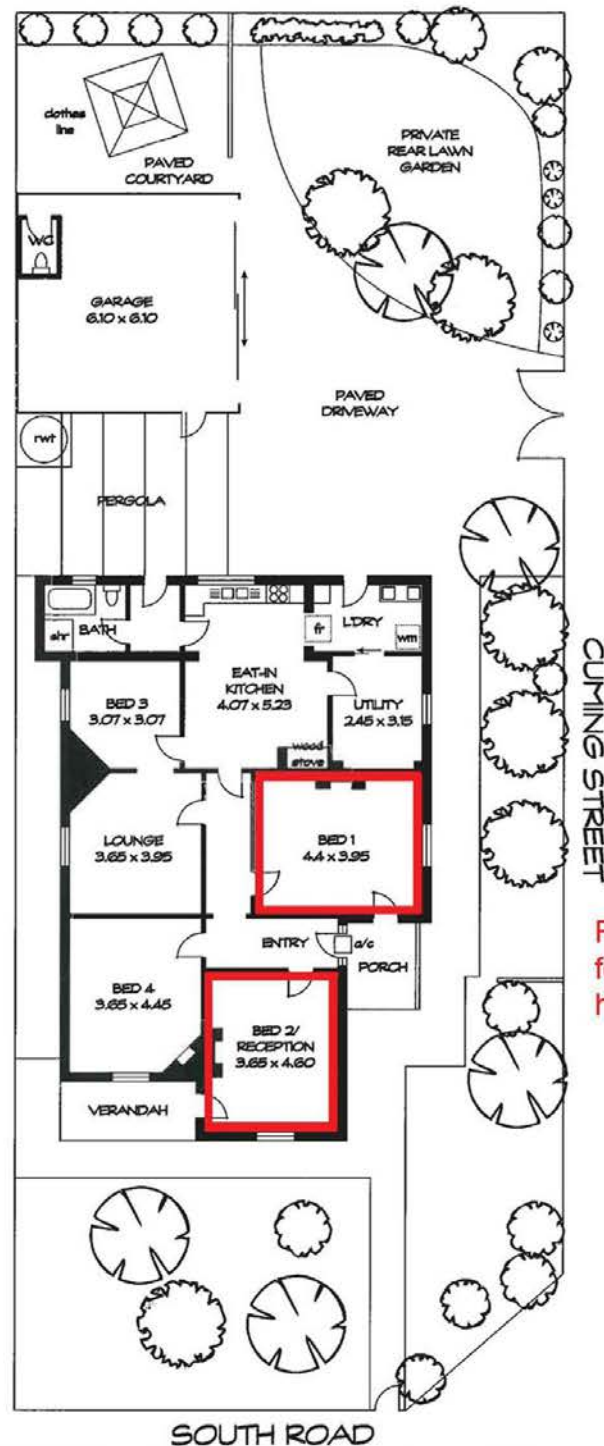 clothes
line
PAVED
COURTYARD
PRIVATE
REAR LAWN
GARDEN
WC
GARAGE
6.10 x 6.10
PAVED
DRIVEWAY
rwt
PERGOLA
shr
BATH
fr
LDRY
wm
EAT-IN
KITCHEN
4.07 x 5.23
BED 3
3.07 x 3.07
UTILITY
2.45 x 3.15
wood
stove
LOUNGE
3.65 x 3.95
BED 1
4.4 x 3.95
CUMING STREET
ENTRY
a/c
PORCH
BED 4
3.65 x 4.45
BED 2/
RECEPTION
3.65 x 4.60
VERANDAH
SOUTH ROAD